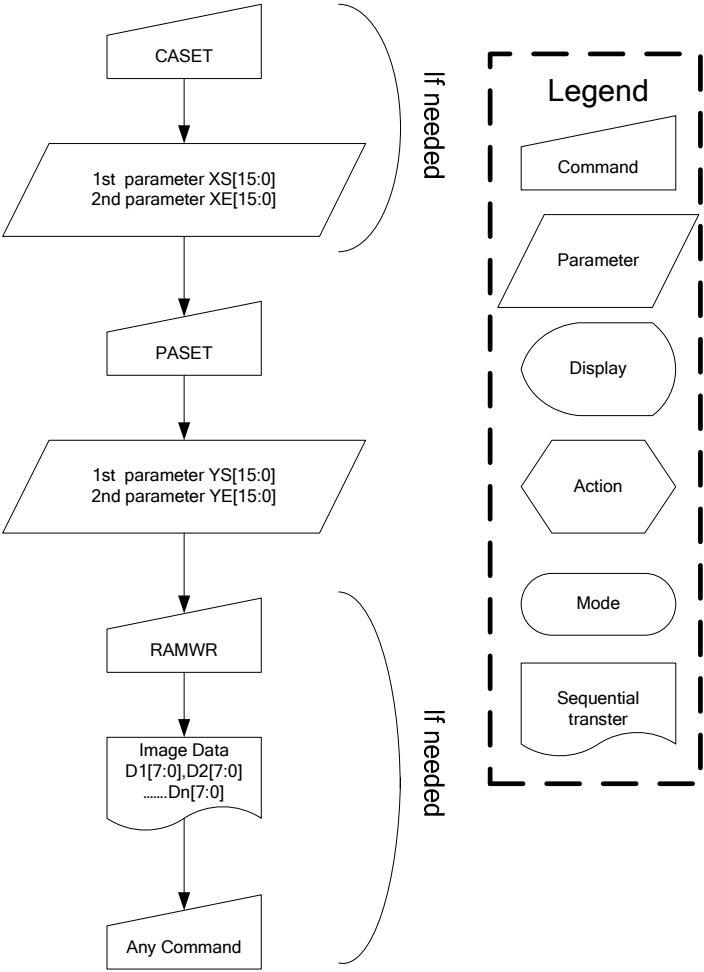 CASET
1st parameter XS[15:0]
2nd parameter XE[15:0]
If needed
PASET
1st parameter YS[15:0]
2nd parameter YE[15:0]
RAMWR
Image Data
D1[7:0],D2[7:0]
.......Dn[7:0]
If needed
Any Command
Legend
Command
Parameter
Display
Action
Mode
Sequential
transter